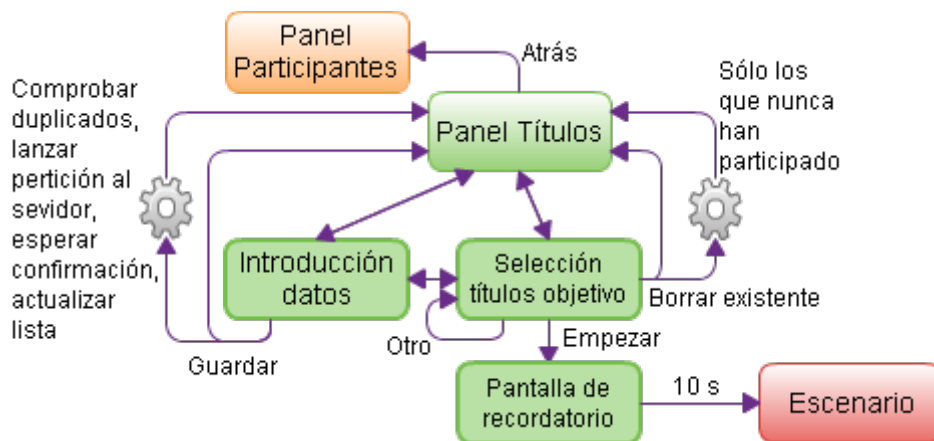 Panel
Participantes
Atrás
Comprobar
duplicados,
lanzar
pertición al
sevidor,
esperar
confirmación,
actualizar
lista
Sólo los
que nunca
han
participado
Panel Títulos
Introducción
datos
Selección
títulos objetivo
Borrar existente
Guardar
Otro
Empezar
Pantalla de
recordatorio
10 s
Escenario